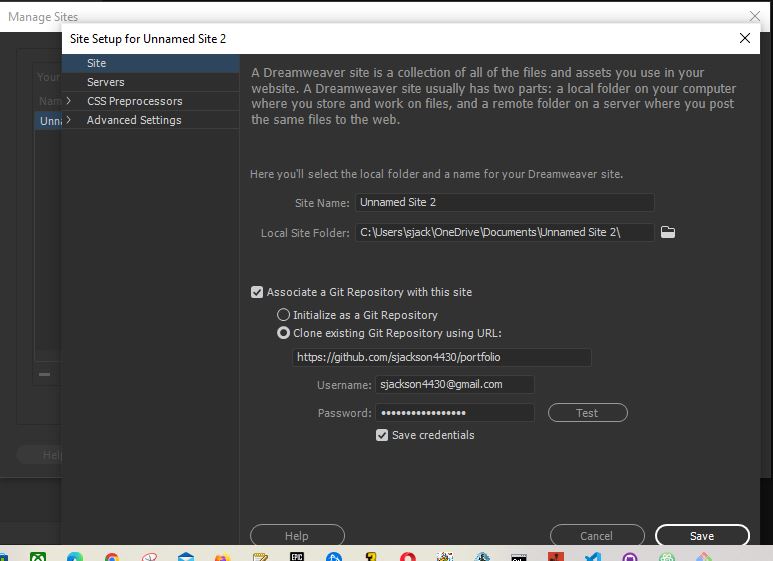 Manage Sites
Site Setup for Unnamed Site 2
Site
Servers
CSS Preprocessors
Advanced Settings
Your
Nam
Unna
A Dreamweaver site is a collection of all of the files and assets you use in your
website. A Dreamweaver site usually has two parts: a local folder on your computer
where you store and work on files, and a remote folder on a server where you post
the same files to the web.
Here you'll select the local folder and a name for your Dreamweaver site.
Site Name: Unnamed Site 2
Local Site Folder: C:\Users\sjack\OneDrive\Documents\Unnamed Site 2\
Associate a Git Repository with this site
Initialize as a Git Repository
Clone existing Git Repository using URL:
https://github.com/sjackson4430/portfolio
Username: sjackson4430@gmail.com
Password: •••••••••••••••••
Test
Save credentials
Help
Help
Cancel
Save
EPIC